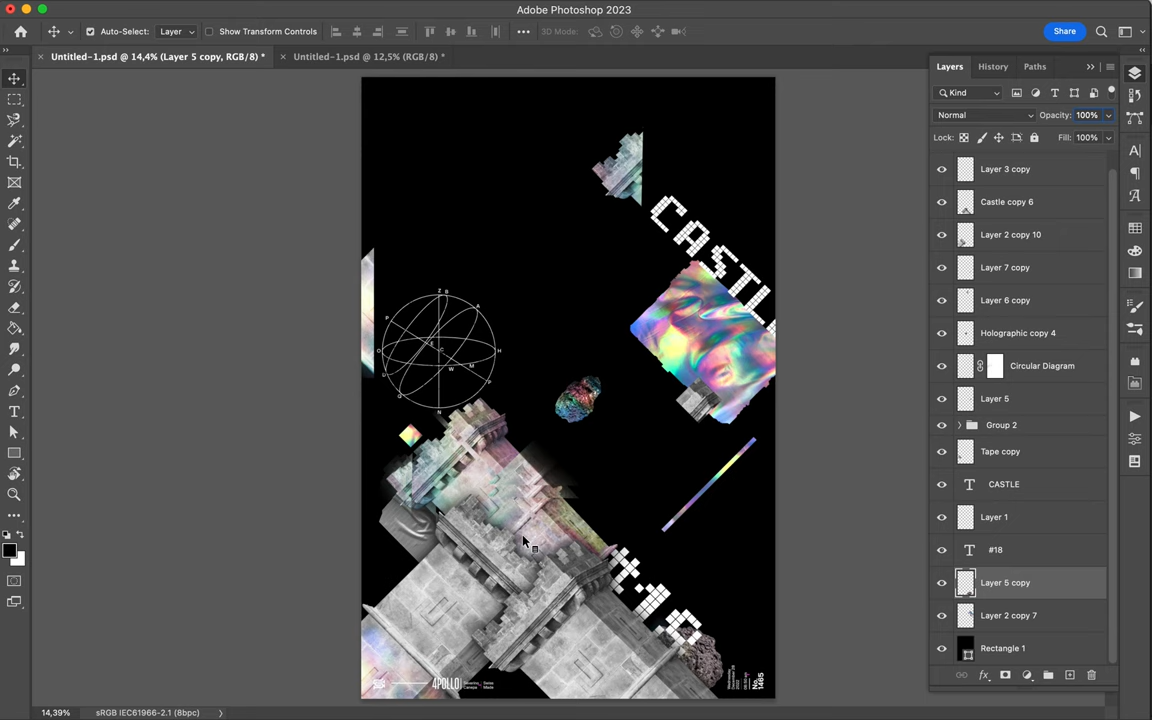 Adobe Photoshop 2023
Auto-Select: Layer Show Transform Controls 3D Mode: Share
Untitled-1.psd @ 14,4% (Layer 5 copy, RGB/8) *
Untitled-1.psd @ 12,5% (RGB/8) *
Layers History Paths
Kind
Normal Opacity: 100%
Lock: Fill: 100%
Layer 3 copy
Castle copy 6
Layer 2 copy 10
Layer 7 copy
Layer 6 copy
Holographic copy 4
Circular Diagram
Layer 5
Group 2
Tape copy
CASTLE
Layer 1
#18
Layer 5 copy
Layer 2 copy 7
Rectangle 1
CASTL
Z B
A
P
E
C
O
H
U
W
M
P
Q
N
4POLLO
1465
14,39% sRGB IEC61966-2.1 (8bpc)